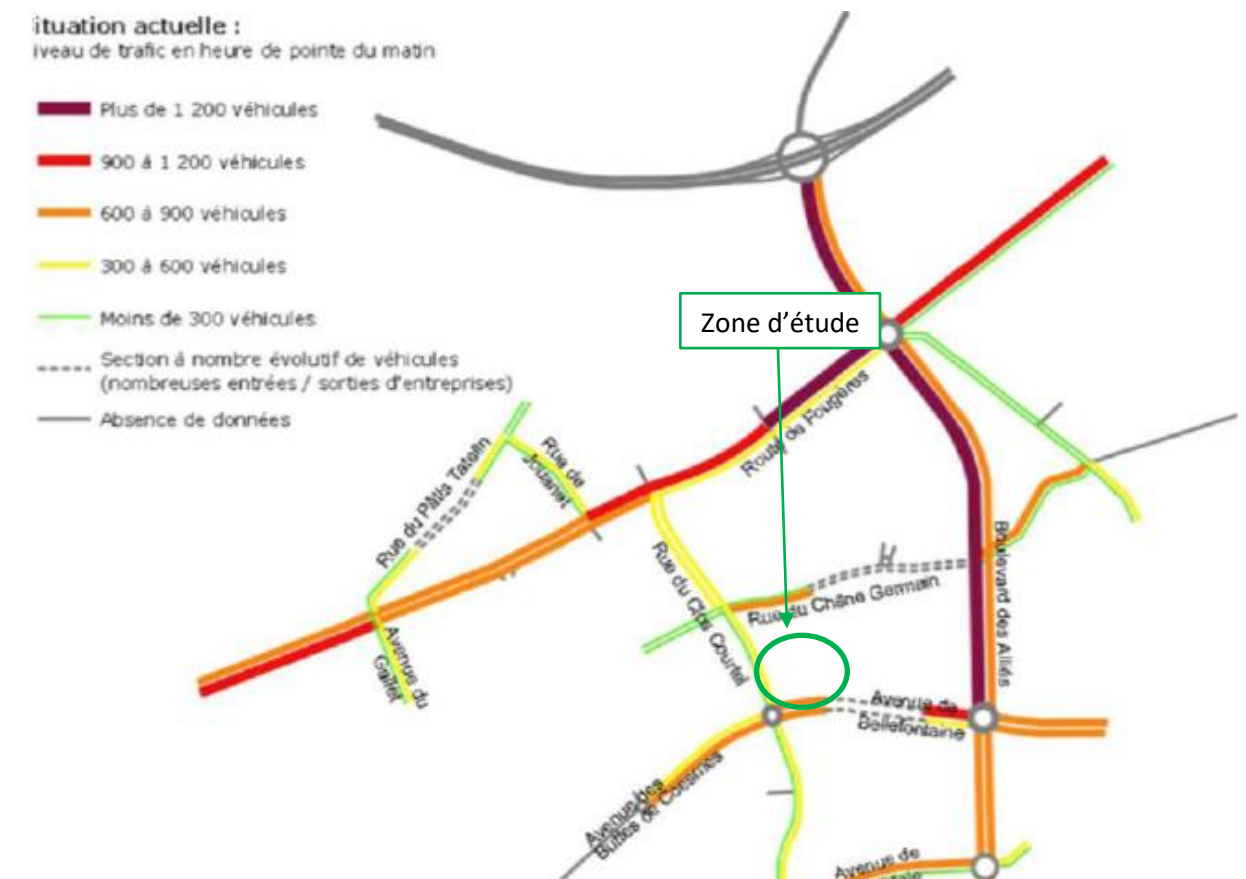 ituation actuelle :
iveau de trafic en heure de pointe du matin
Plus de 1 200 véhicules
900 á 1 200 véhicules
600 á 900 véhicules
300 á 600 véhicules
Moins de 300 véhicules
Section á nombre évolutif de véhicules
(nombreuses entrées / sorties d'entreprises)
Absence de données
Zone d’étude
Route de Fougères
Rue de
Jouanet
Rue du Pâtis Tatelin
Rue du Clos Courtel
Rue du Chêne Germain
Boulevard des Alliés
Avenue du
Gallet
Avenue de
Bellefontaine
Avenue des
Buttes de Coësmes
Avenue de